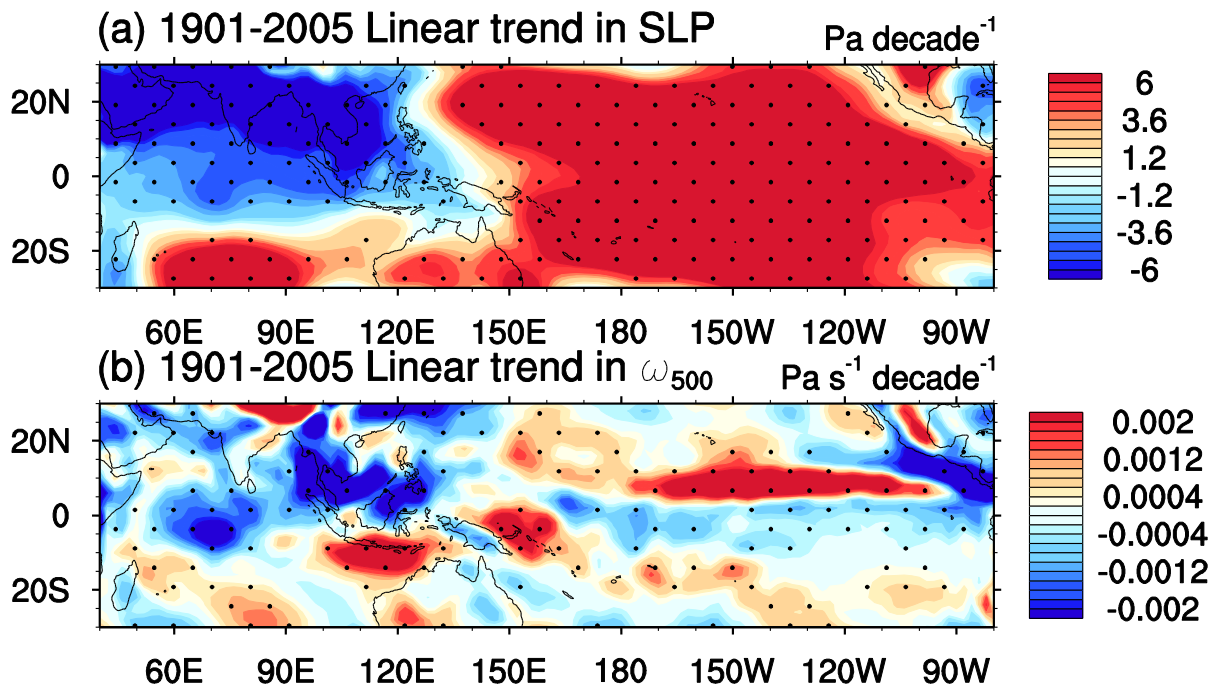 (a) 1901-2005 Linear trend in SLP Pa decade⁻¹
20N
0
20S
60E 90E 120E 150E 180 150W 120W 90W
6
3.6
1.2
-1.2
-3.6
-6
(b) 1901-2005 Linear trend in ω₅₀₀ Pa s⁻¹ decade⁻¹
20N
0
20S
60E 90E 120E 150E 180 150W 120W 90W
0.002
0.0012
0.0004
-0.0004
-0.0012
-0.002